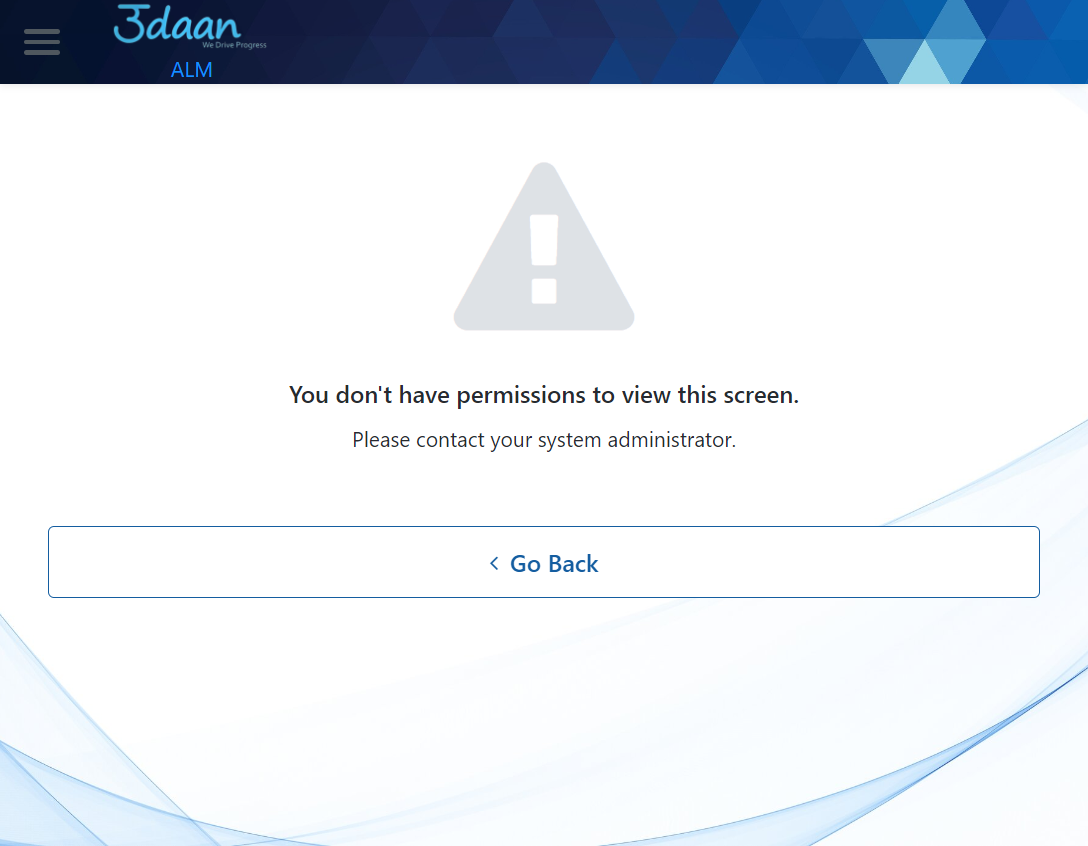 उdaan
We Drive Progress
ALM
You don't have permissions to view this screen.
Please contact your system administrator.
Go Back